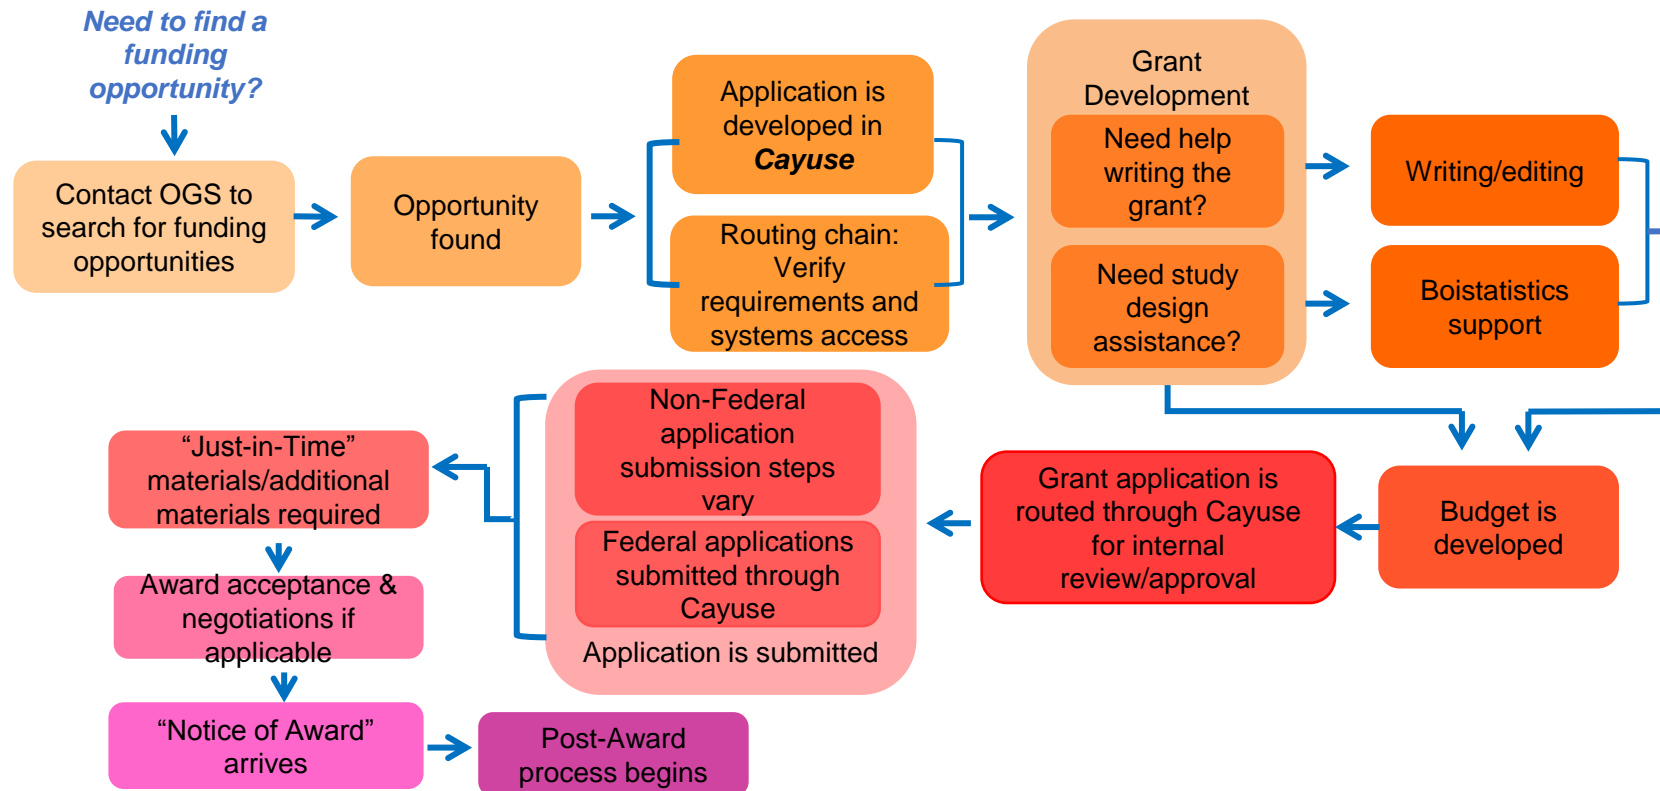 Need to find a
funding
opportunity?
Contact OGS to
search for funding
opportunities
Opportunity
found
Application is
developed in
Cayuse
Routing chain:
Verify
requirements and
systems access
Grant
Development
Need help
writing the
grant?
Need study
design
assistance?
Writing/editing
Boistatistics
support
Budget is
developed
Grant application is
routed through Cayuse
for internal
review/approval
Non-Federal
application
submission steps
vary
Federal applications
submitted through
Cayuse
Application is submitted
“Just-in-Time”
materials/additional
materials required
Award acceptance &
negotiations if
applicable
“Notice of Award”
arrives
Post-Award
process begins